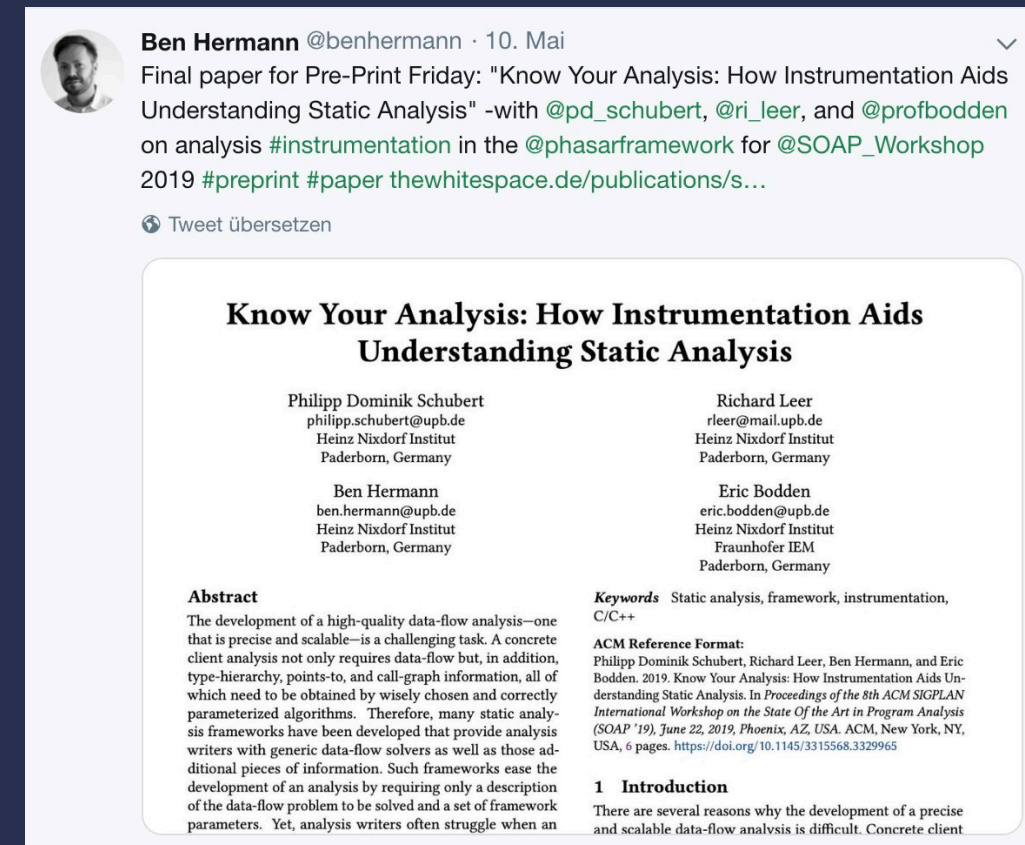 Ben Hermann @benhermann · 10. Mai
Final paper for Pre-Print Friday: "Know Your Analysis: How Instrumentation Aids
Understanding Static Analysis" -with @pd_schubert, @ri_leer, and @profbodden
on analysis #instrumentation in the @phasarframework for @SOAP_Workshop
2019 #preprint #paper thewhitespace.de/publications/s…
Tweet übersetzen
Know Your Analysis: How Instrumentation Aids
Understanding Static Analysis
Philipp Dominik Schubert
philipp.schubert@upb.de
Heinz Nixdorf Institut
Paderborn, Germany
Richard Leer
rleer@mail.upb.de
Heinz Nixdorf Institut
Paderborn, Germany
Ben Hermann
ben.hermann@upb.de
Heinz Nixdorf Institut
Paderborn, Germany
Eric Bodden
eric.bodden@upb.de
Heinz Nixdorf Institut
Fraunhofer IEM
Paderborn, Germany
Abstract
The development of a high-quality data-flow analysis—one
that is precise and scalable—is a challenging task. A concrete
client analysis not only requires data-flow but, in addition,
type-hierarchy, points-to, and call-graph information, all of
which need to be obtained by wisely chosen and correctly
parameterized algorithms. Therefore, many static analy-
sis frameworks have been developed that provide analysis
writers with generic data-flow solvers as well as those ad-
ditional pieces of information. Such frameworks ease the
development of an analysis by requiring only a description
of the data-flow problem to be solved and a set of framework
parameters. Yet, analysis writers often struggle when an
Keywords Static analysis, framework, instrumentation,
C/C++
ACM Reference Format:
Philipp Dominik Schubert, Richard Leer, Ben Hermann, and Eric
Bodden. 2019. Know Your Analysis: How Instrumentation Aids Un-
derstanding Static Analysis. In Proceedings of the 8th ACM SIGPLAN
International Workshop on the State Of the Art in Program Analysis
(SOAP '19), June 22, 2019, Phoenix, AZ, USA. ACM, New York, NY,
USA, 6 pages. https://doi.org/10.1145/3315568.3329965
1 Introduction
There are several reasons why the development of a precise
and scalable data-flow analysis is difficult. Concrete client